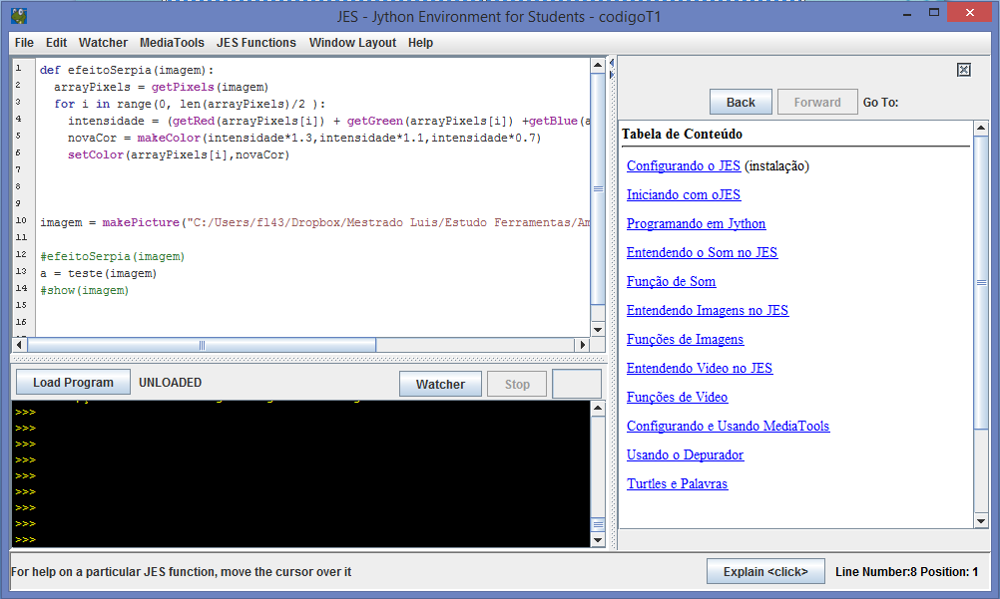 JES - Jython Environment for Students - codigoT1
File Edit Watcher MediaTools JES Functions Window Layout Help
1 def efeitoSerpia(imagem):
2 arrayPixels = getPixels(imagem)
3 for i in range(0, len(arrayPixels)/2 ):
4 intensidade = (getRed(arrayPixels[i]) + getGreen(arrayPixels[i]) +getBlue(a
5 novaCor = makeColor(intensidade*1.3,intensidade*1.1,intensidade*0.7)
6 setColor(arrayPixels[i],novaCor)
7
8
9
10 imagem = makePicture("C:/Users/fl43/Dropbox/Mestrado Luis/Estudo Ferramentas/Am
11
12 #efeitoSerpia(imagem)
13 a = teste(imagem)
14 #show(imagem)
15
16
Load Program UNLOADED Watcher Stop
>>>
>>>
>>>
>>>
>>>
>>>
>>>
>>>
>>>
Back Forward Go To:
Tabela de Conteúdo
Configurando o JES (instalação)
Iniciando com oJES
Programando em Jython
Entendendo o Som no JES
Função de Som
Entendendo Imagens no JES
Funções de Imagens
Entendendo Video no JES
Funções de Video
Configurando e Usando MediaTools
Usando o Depurador
Turtles e Palavras
For help on a particular JES function, move the cursor over it
Explain <click> Line Number:8 Position: 1